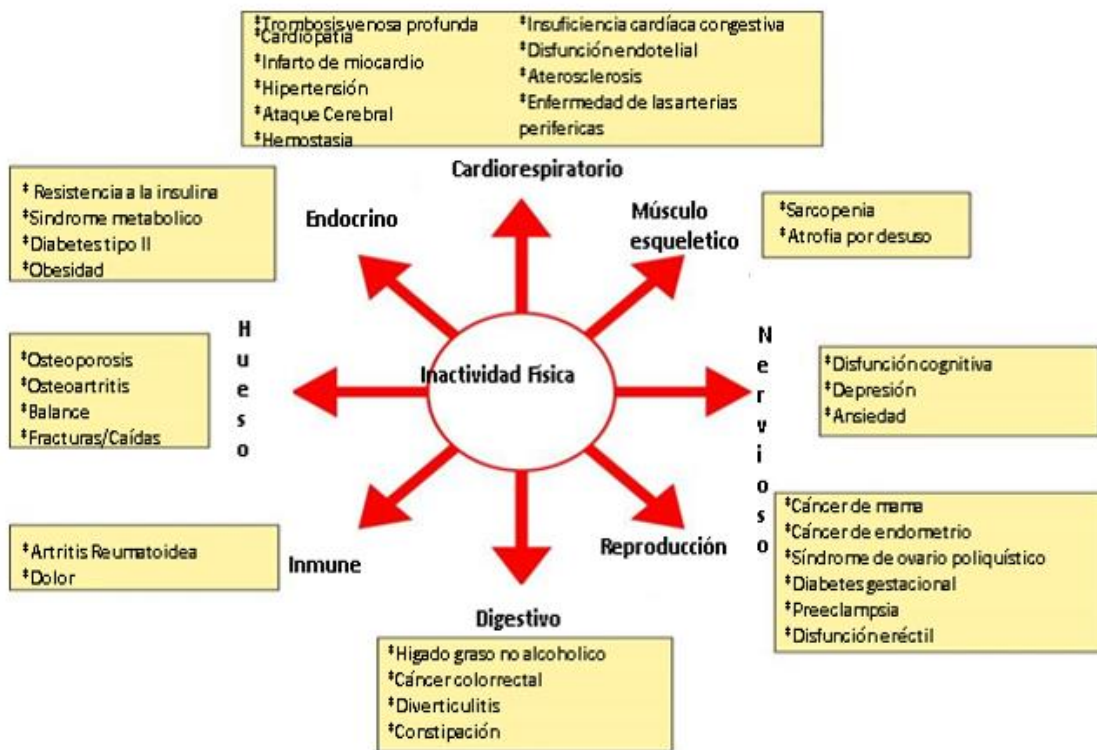 ‡Trombosis venosa profunda
‡Cardiopatia
‡Infarto de miocardio
‡Hipertensión
‡Ataque Cerebral
‡Hemostasia
‡Insuficiencia cardíaca congestiva
‡Disfunción endotelial
‡Aterosclerosis
‡Enfermedad de las arterias
perifericas
Cardiorespiratorio
‡ Resistencia a la insulina
‡Sindrome metabolico
‡Diabetes tipo II
‡Obesidad
Endocrino
Músculo
esqueletico
‡Sarcopenia
‡Atrofia por desuso
Hueso
‡Osteoporosis
‡Osteoartritis
‡Balance
‡Fracturas/Caídas
Inactividad Física
Nervioso
‡Disfunción cognitiva
‡Depresión
‡Ansiedad
‡Artritis Reumatoidea
‡Dolor
Inmune
Reproducción
‡Cáncer de mama
‡Cáncer de endometrio
‡Síndrome de ovario poliquístico
‡Diabetes gestacional
‡Preeclampsia
‡Disfunción eréctil
Digestivo
‡Higado graso no alcoholico
‡Cáncer colorrectal
‡Diverticulitis
‡Constipación